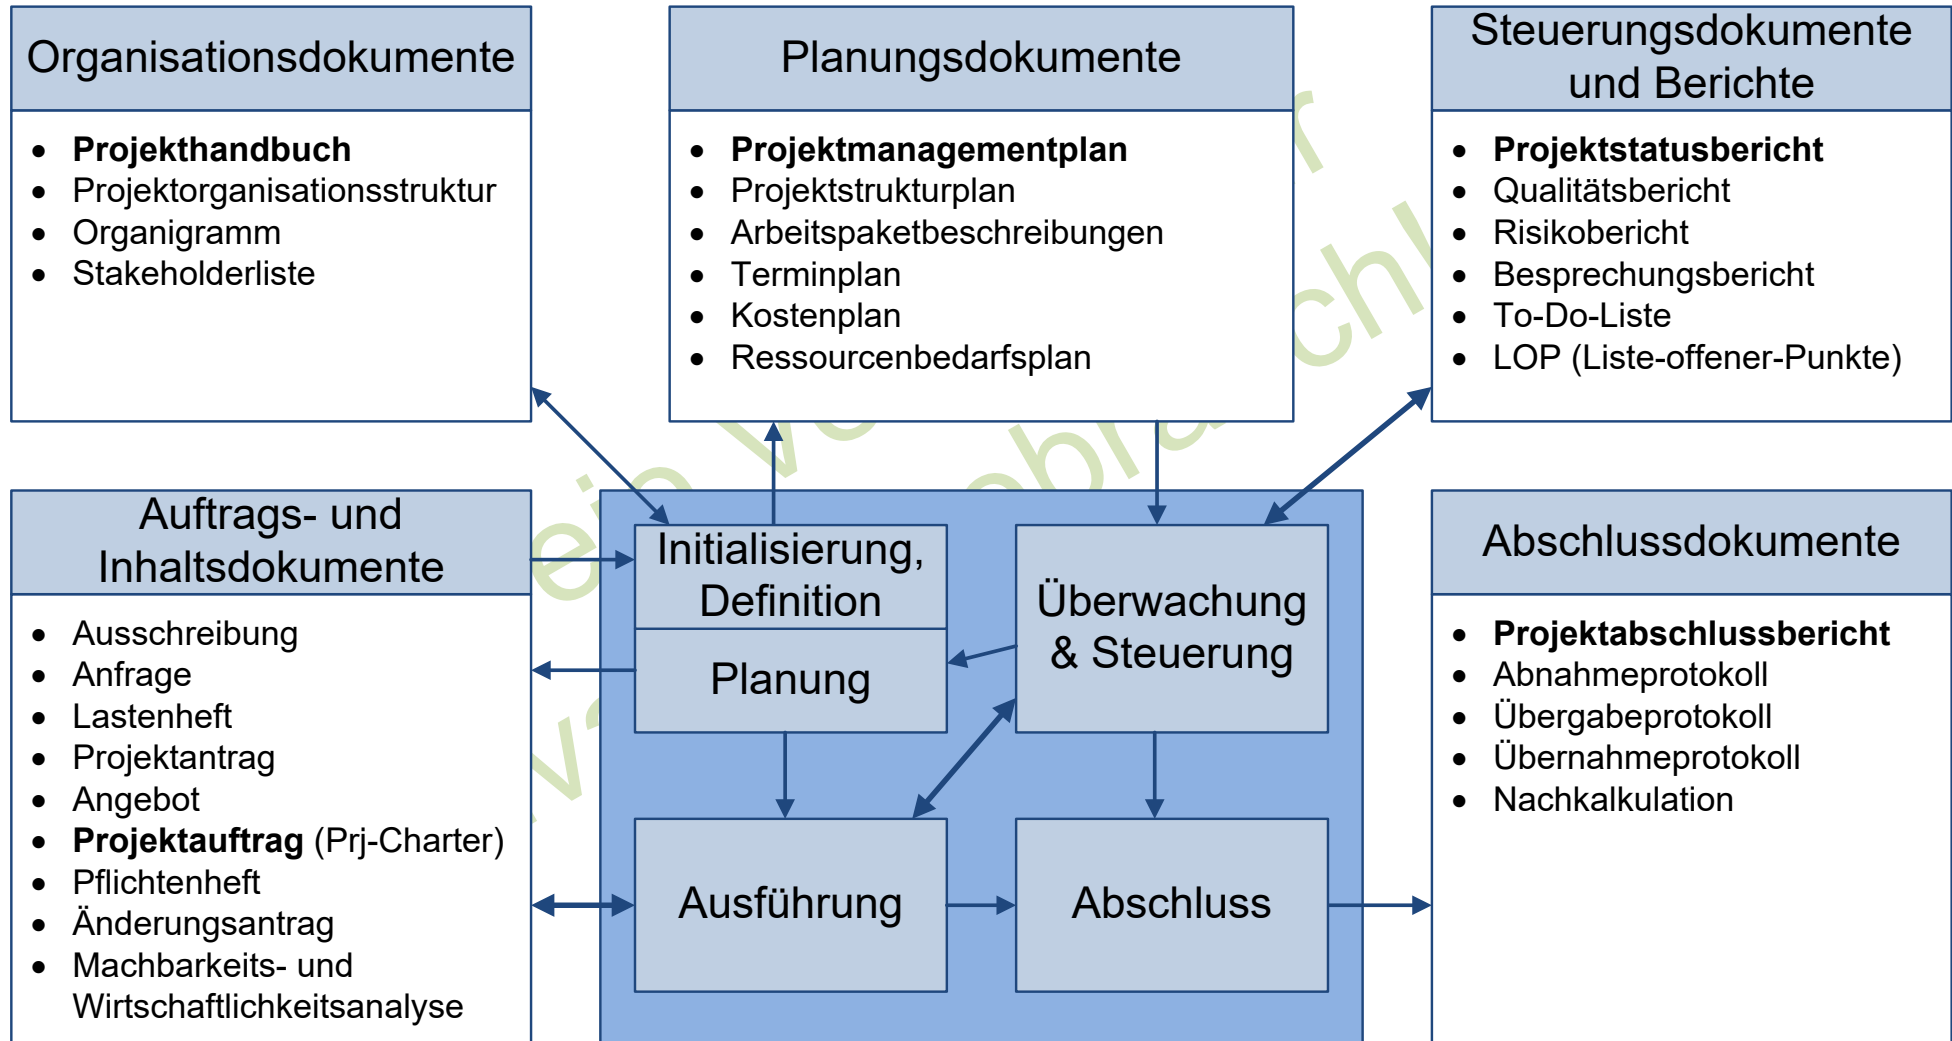 Organisationsdokumente
• Projekthandbuch
• Projektorganisationsstruktur
• Organigramm
• Stakeholderliste
Planungsdokumente
• Projektmanagementplan
• Projektstrukturplan
• Arbeitspaketbeschreibungen
• Terminplan
• Kostenplan
• Ressourcenbedarfsplan
Steuerungsdokumente
und Berichte
• Projektstatusbericht
• Qualitätsbericht
• Risikobericht
• Besprechungsbericht
• To-Do-Liste
• LOP (Liste-offener-Punkte)
Auftrags- und
Inhaltsdokumente
• Ausschreibung
• Anfrage
• Lastenheft
• Projektantrag
• Angebot
• Projektauftrag (Prj-Charter)
• Pflichtenheft
• Änderungsantrag
• Machbarkeits- und
Wirtschaftlichkeitsanalyse
Initialisierung,
Definition
Planung
Überwachung
& Steuerung
Ausführung
Abschluss
Abschlussdokumente
• Projektabschlussbericht
• Abnahmeprotokoll
• Übergabeprotokoll
• Übernahmeprotokoll
• Nachkalkulation